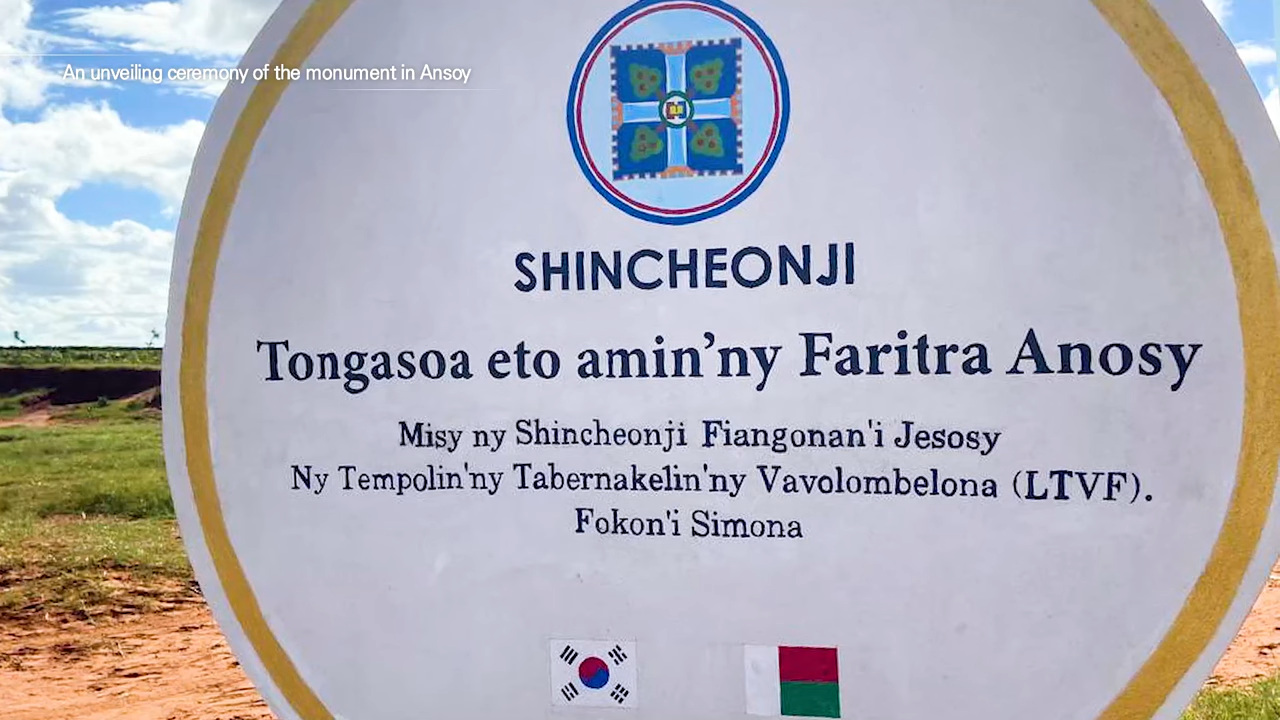 An unveiling ceremony of the monument in Ansoy
SHINCHEONJI
Tongasoa eto amin'ny Faritra Anosy
Misy ny Shincheonji Fiangonan'i Jesosy
Ny Tempolin'ny Tabernakelin'ny Vavolombelona (LTVF).
Fokon'i Simona